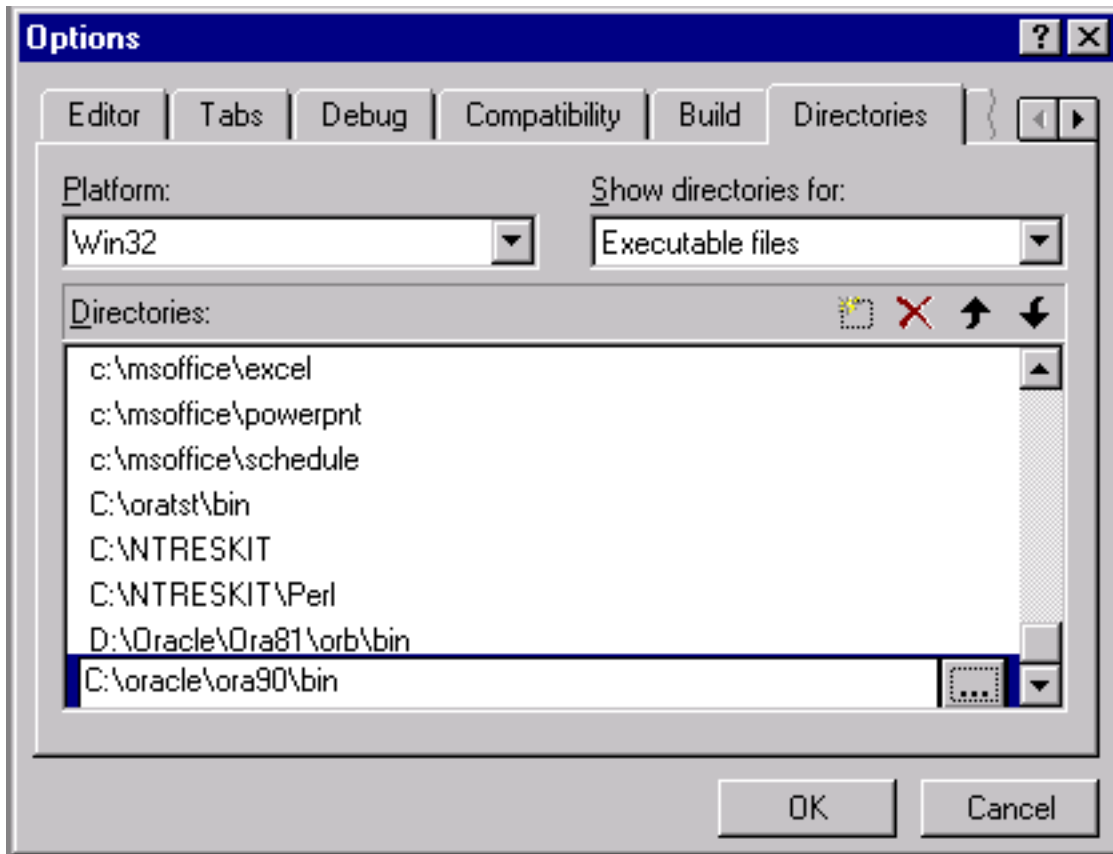 Options
Editor Tabs Debug Compatibility Build Directories
Platform: Show directories for:
Win32 Executable files
Directories:
c:\msoffice\excel
c:\msoffice\powerpnt
c:\msoffice\schedule
C:\oratst\bin
C:\NTRESKIT
C:\NTRESKIT\Perl
D:\Oracle\Ora81\orb\bin
C:\oracle\ora90\bin ...
OK Cancel